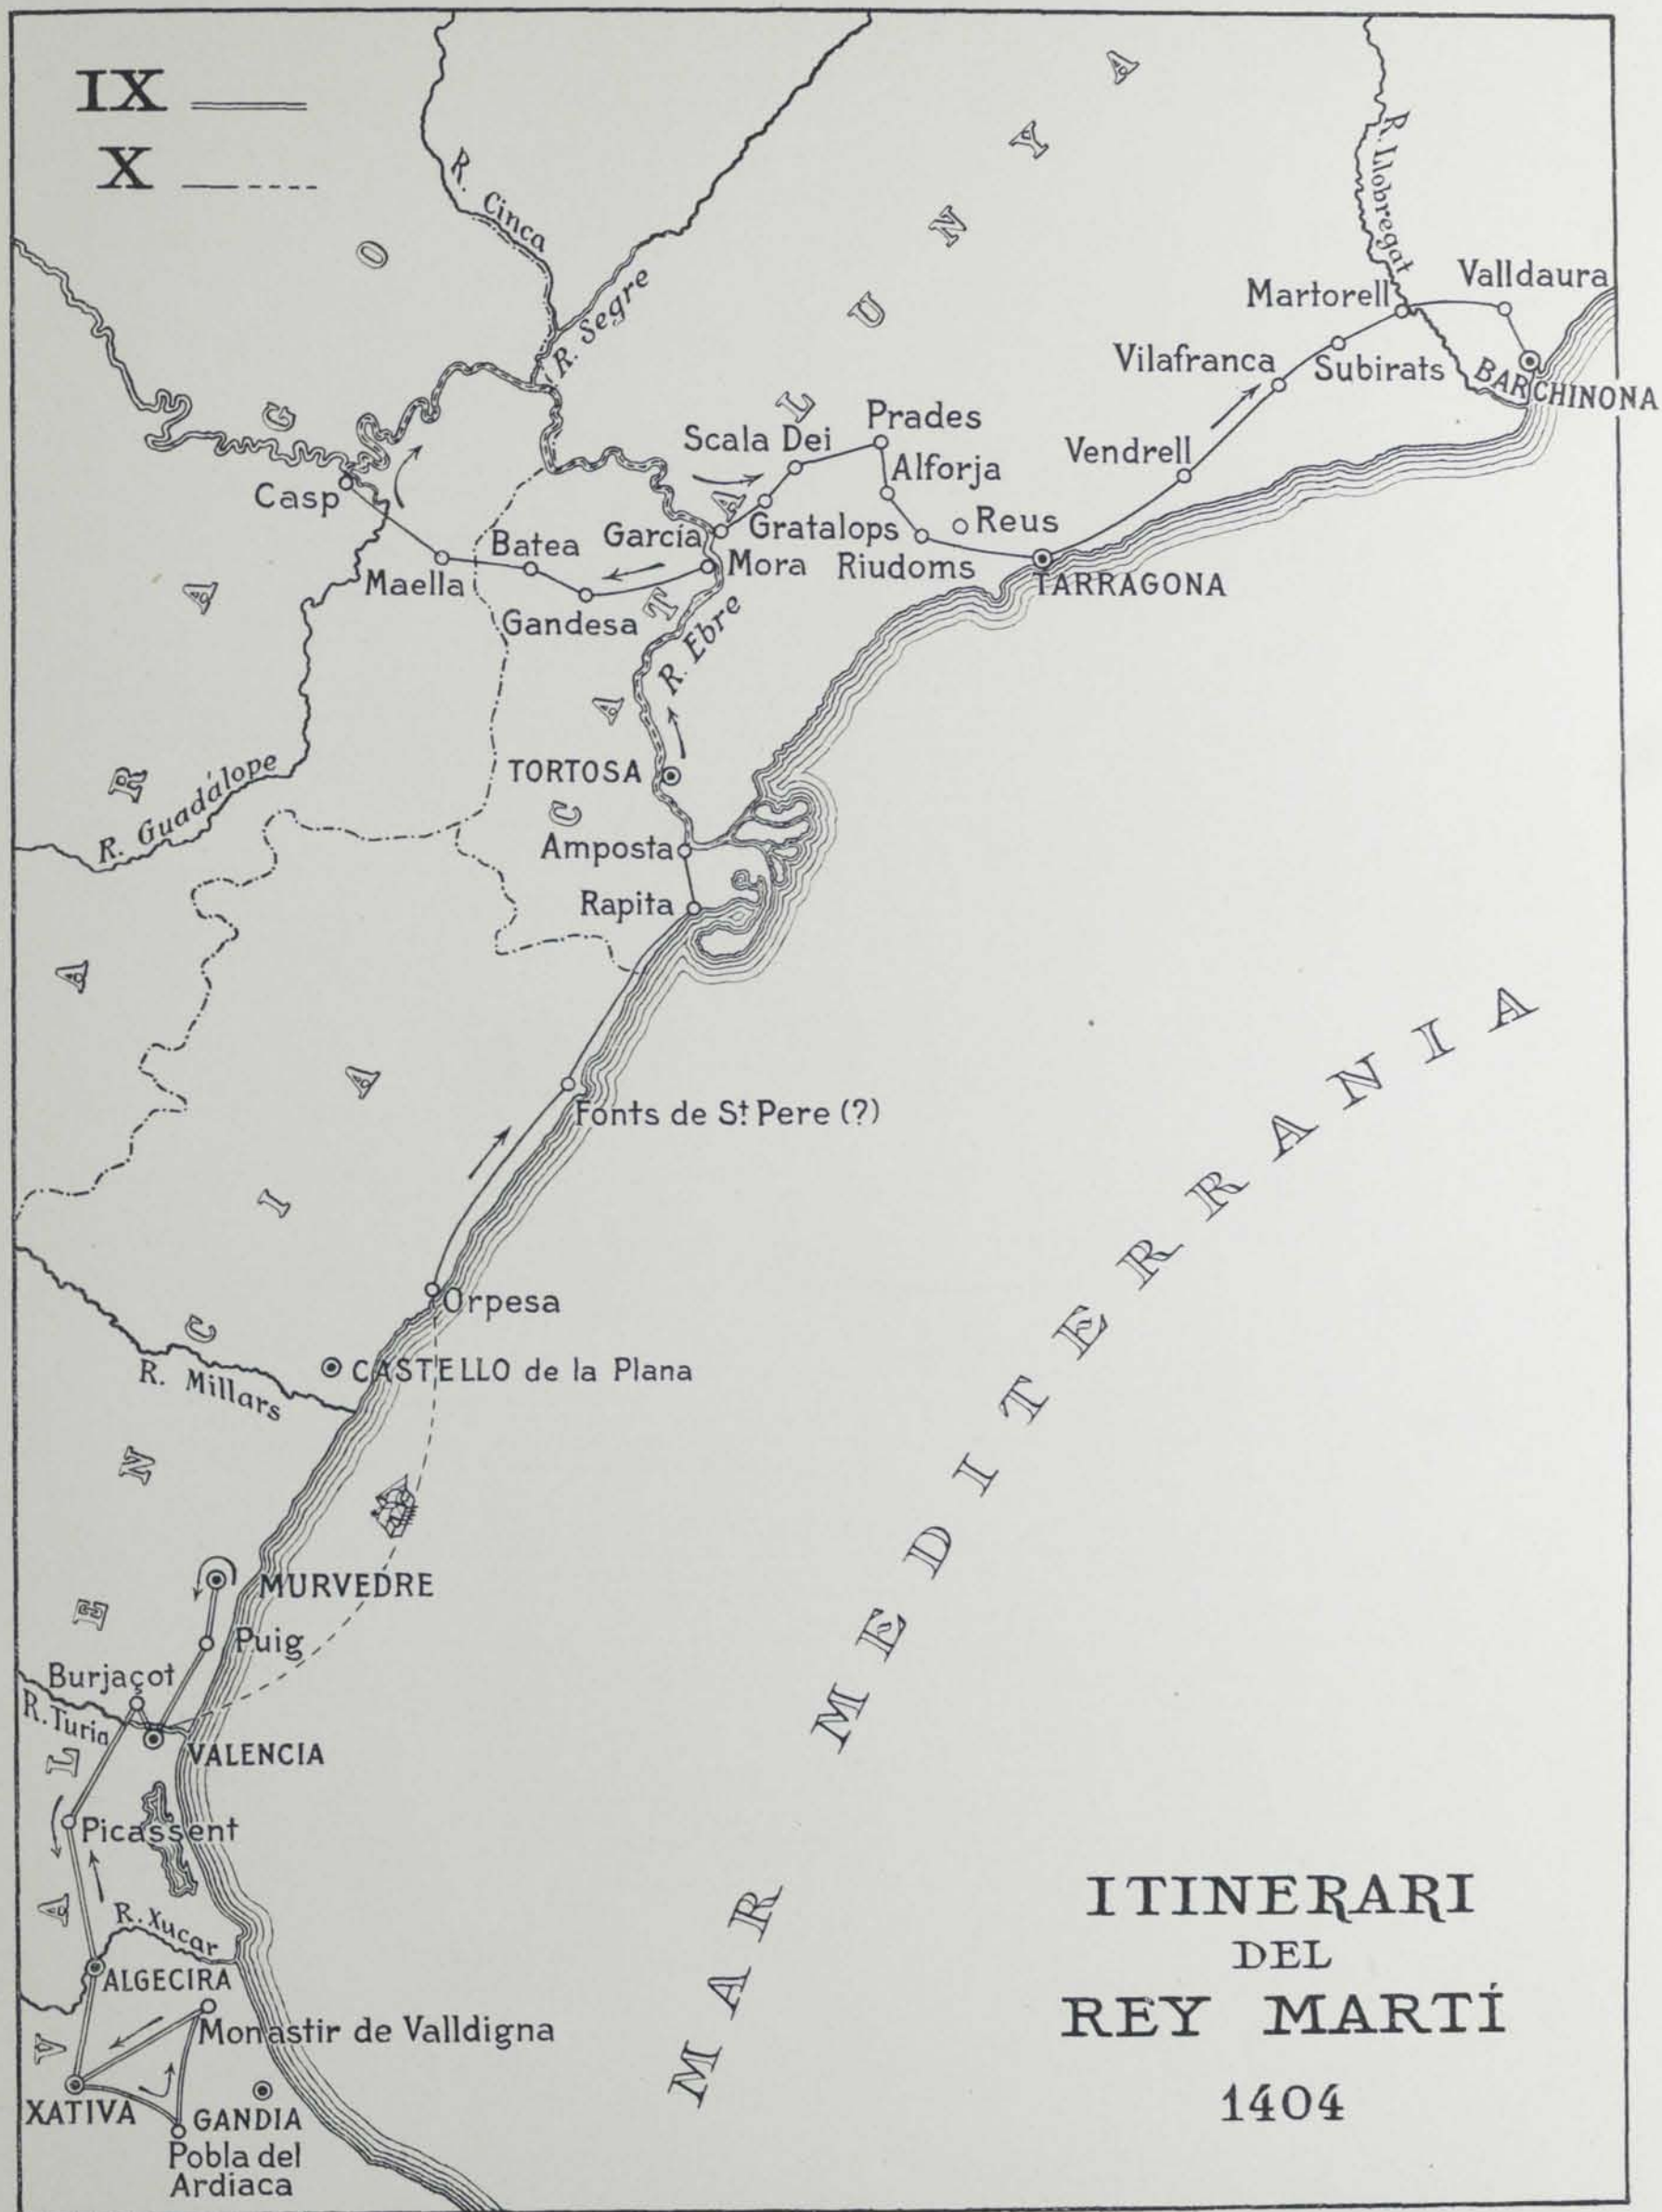 IX
X
R. Cinca
R. Segre
R. Llobregat
ARAGO
CATALUNYA
Martorell
Valldaura
Vilafranca
Subirats
BARCHINONA
Prades
Scala Dei
Vendrell
Alforja
Casp
Gratalops
Reus
Batea
García
Maella
Mora
Riudoms
TARRAGONA
Gandesa
R. Ebre
TORTOSA
R. Guadálope
Amposta
Rapita
Fonts de St. Pere (?)
VALENCIA
Orpesa
CASTELLO de la Plana
R. Millars
MURVEDRE
Puig
Burjaçot
R. Turia
VALENCIA
Picassent
R. Xucar
ALGECIRA
Monastir de Valldigna
XATIVA
GANDIA
Pobla del
Ardiaca
MAR MEDITERRANIA
ITINERARI
DEL
REY MARTÍ
1404